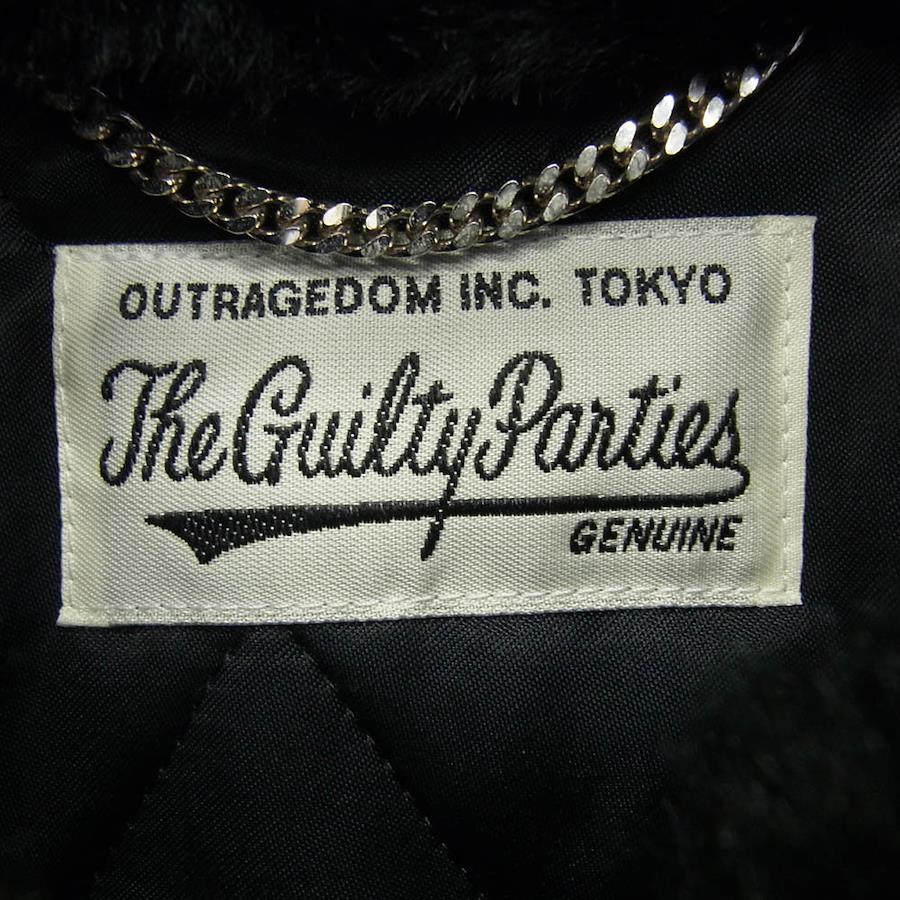 OUTRAGEDOM INC. TOKYO
The Guilty Parties
GENUINE